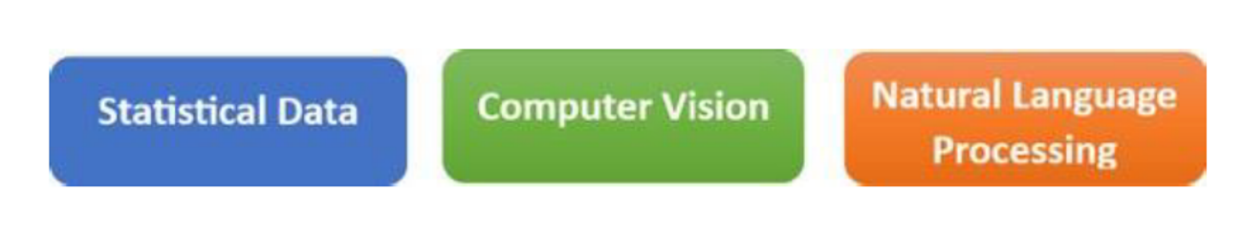 Statistical Data
Computer Vision
Natural Language
Processing